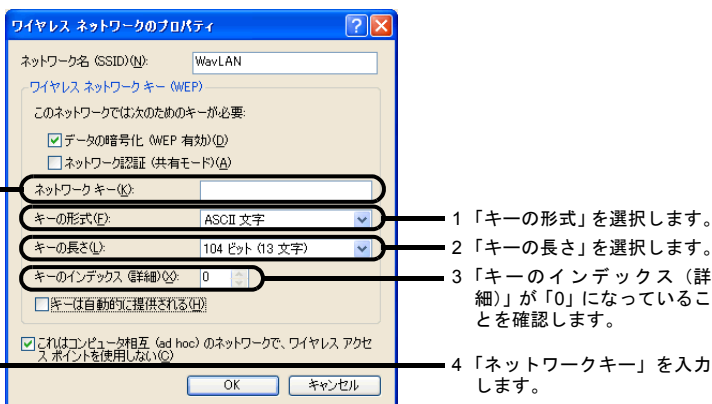 ワイヤレス ネットワークのプロパティ
ネットワーク名 (SSID)(N):
WavLAN
ワイヤレス ネットワーク キー (WEP)
このネットワークでは次のためのキーが必要:
データの暗号化 (WEP 有効)(D)
ネットワーク認証 (共有モード)(A)
ネットワーク キー(K):
キーの形式(F):
ASCII 文字
キーの長さ(L):
104 ビット (13 文字)
キーのインデックス (詳細)(X):
0
キーは自動的に提供される(H)
これはコンピュータ相互 (ad hoc) のネットワークで、ワイヤレス アクセ
ス ポイントを使用しない(C)
OK
キャンセル
1 「キーの形式」を選択します。
2 「キーの長さ」を選択します。
3 「キーのインデックス（詳
細）」が「0」になっているこ
とを確認します。
4 「ネットワークキー」を入力
します。